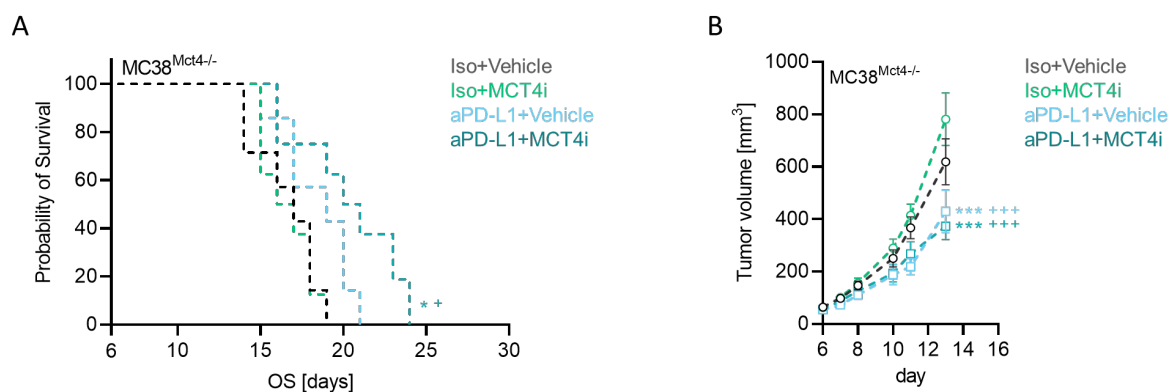 A
MC38Mct4-/-
Iso+Vehicle
Iso+MCT4i
aPD-L1+Vehicle
aPD-L1+MCT4i
Probability of Survival
100
80
60
40
20
0
* +
6 10 15 20 25 30
OS [days]
B
MC38Mct4-/-
Iso+Vehicle
Iso+MCT4i
aPD-L1+Vehicle
aPD-L1+MCT4i
Tumor volume [mm3]
1000
800
600
400
200
0
*** +++
*** +++
6 8 10 12 14 16
day